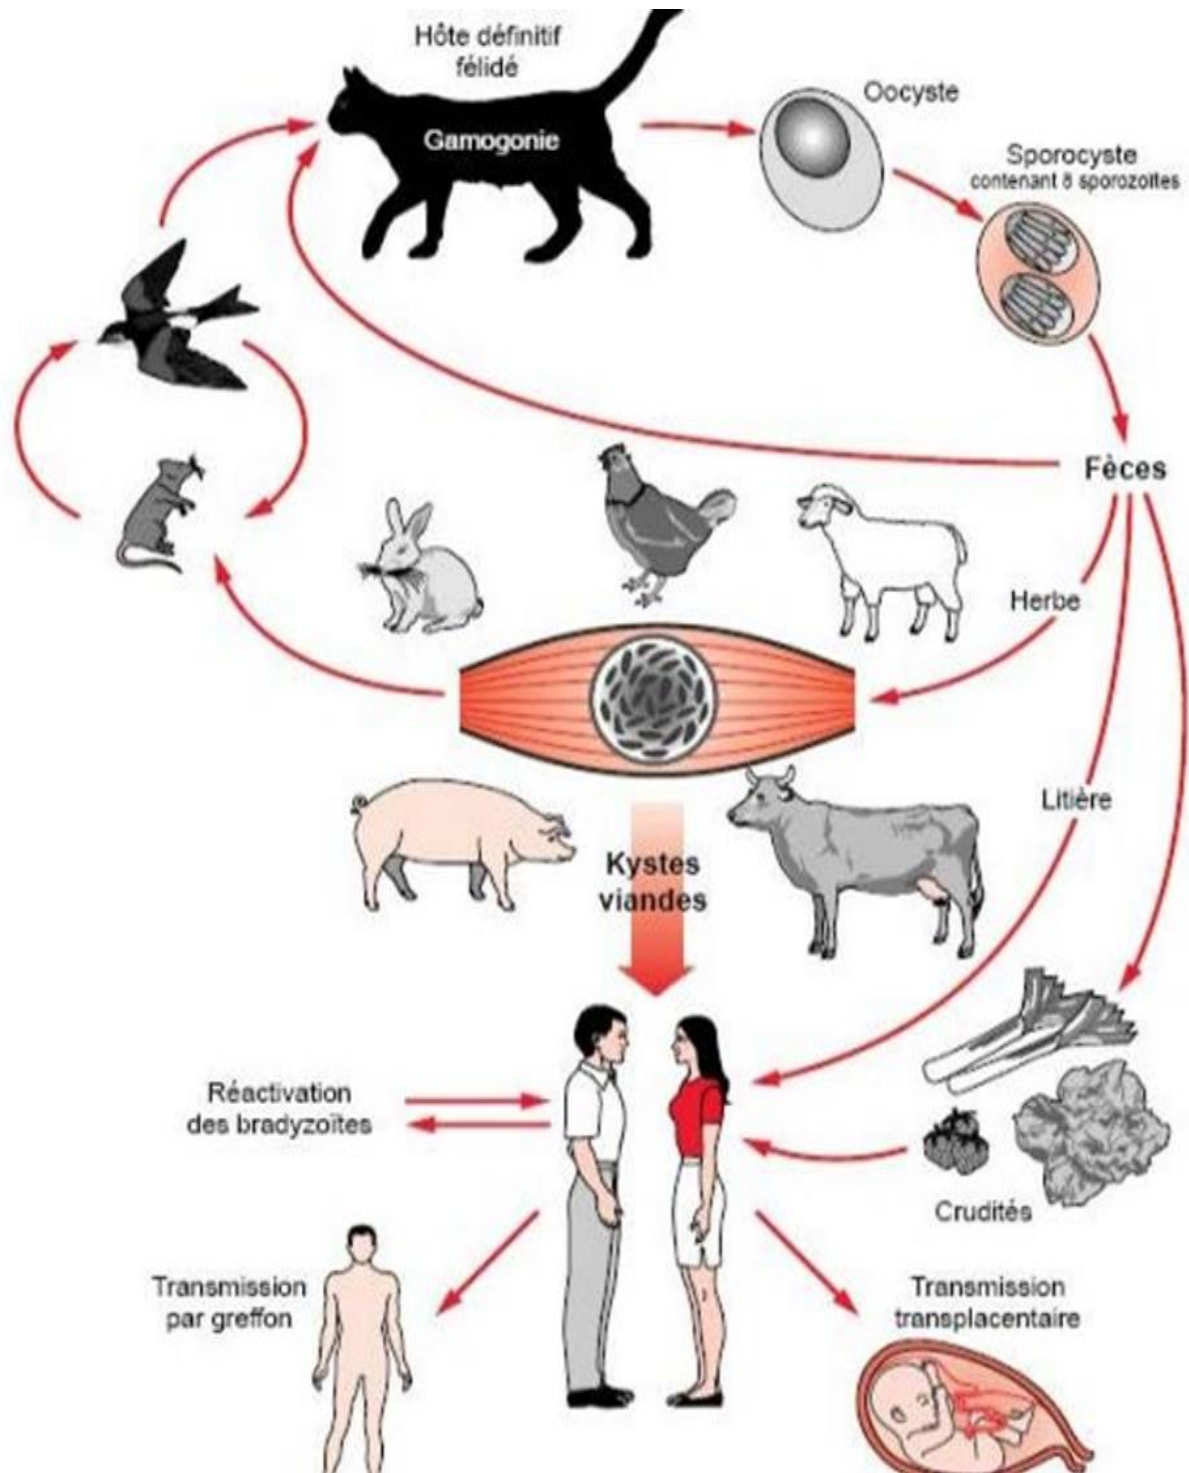 Hôte définitif
félidé
Gamogonie
Oocyste
Sporocyste
contenant 8 sporozoïtes
Fèces
Herbe
Litière
Kystes
viandes
Réactivation
des bradyzoïtes
Crudités
Transmission
par greffon
Transmission
transplacentaire